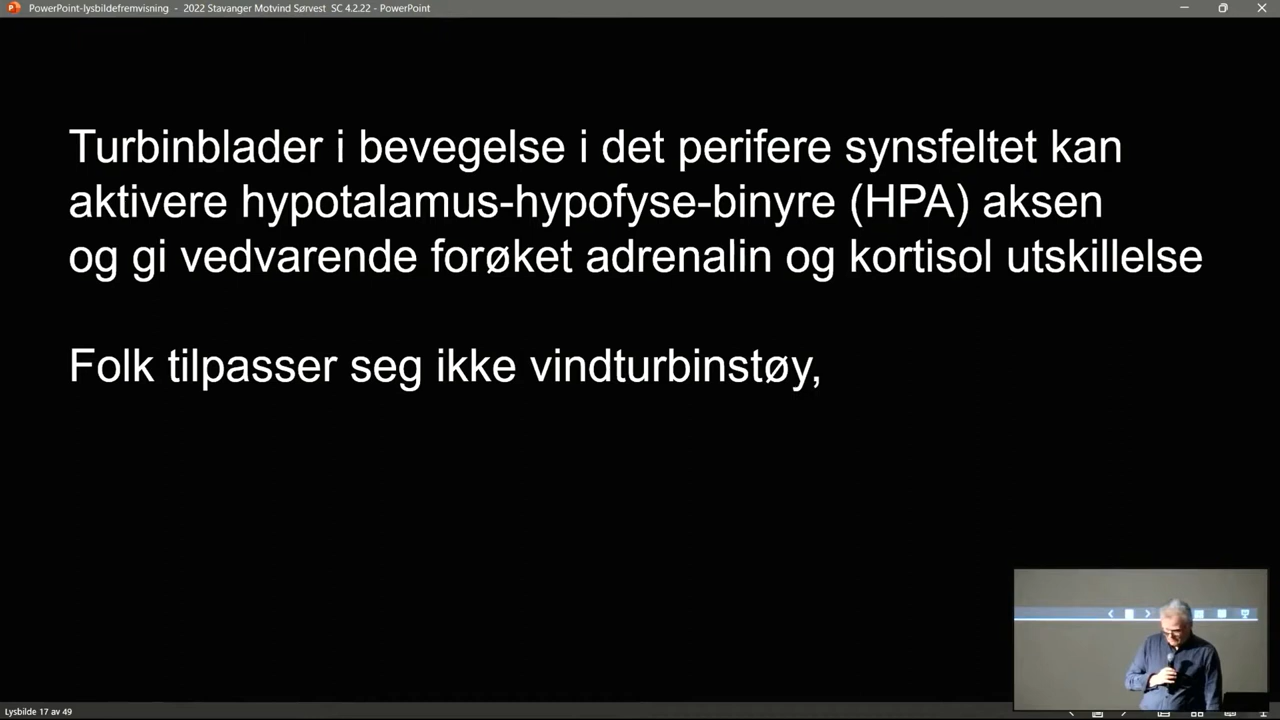 PowerPoint-lysbildefremvisning - 2022 Stavanger Motvind Sørvest SC 4.2.22 - PowerPoint
Turbinblader i bevegelse i det perifere synsfeltet kan
aktivere hypotalamus-hypofyse-binyre (HPA) aksen
og gi vedvarende forøket adrenalin og kortisol utskillelse
Folk tilpasser seg ikke vindturbinstøy,
Lysbilde 17 av 49